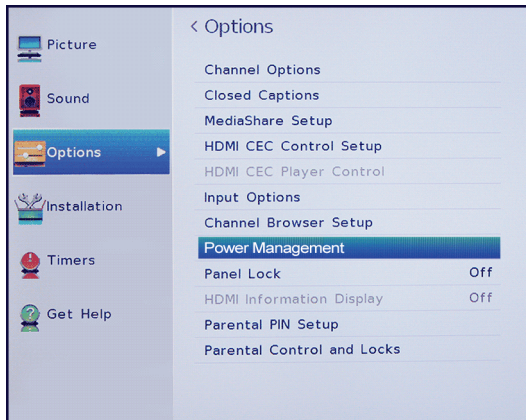 Picture
Sound
Options
Installation
Timers
Get Help
< Options
Channel Options
Closed Captions
MediaShare Setup
HDMI CEC Control Setup
HDMI CEC Player Control
Input Options
Channel Browser Setup
Power Management
Panel Lock Off
HDMI Information Display Off
Parental PIN Setup
Parental Control and Locks